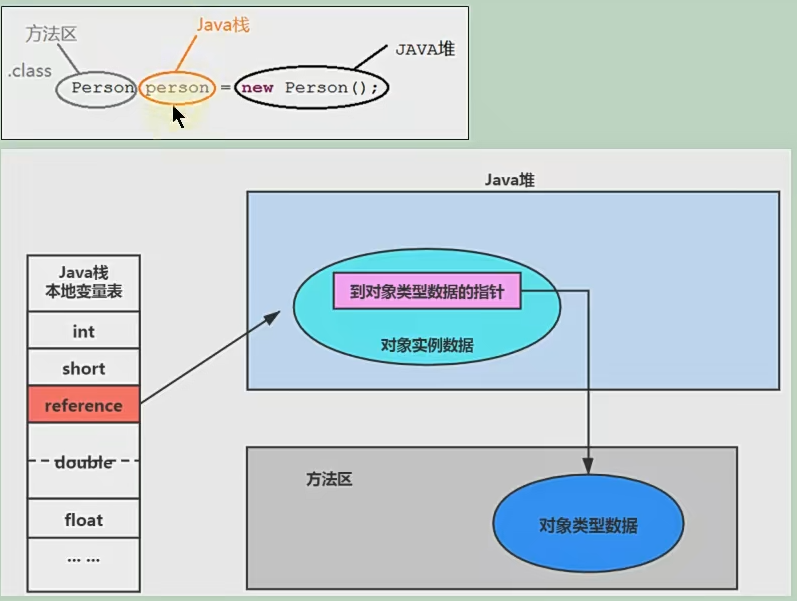 方法区
Java栈
JAVA堆
.class
Person person = new Person();
Java堆
Java栈
本地变量表
int
short
reference
double
float
... ...
到对象类型数据的指针
对象实例数据
方法区
对象类型数据